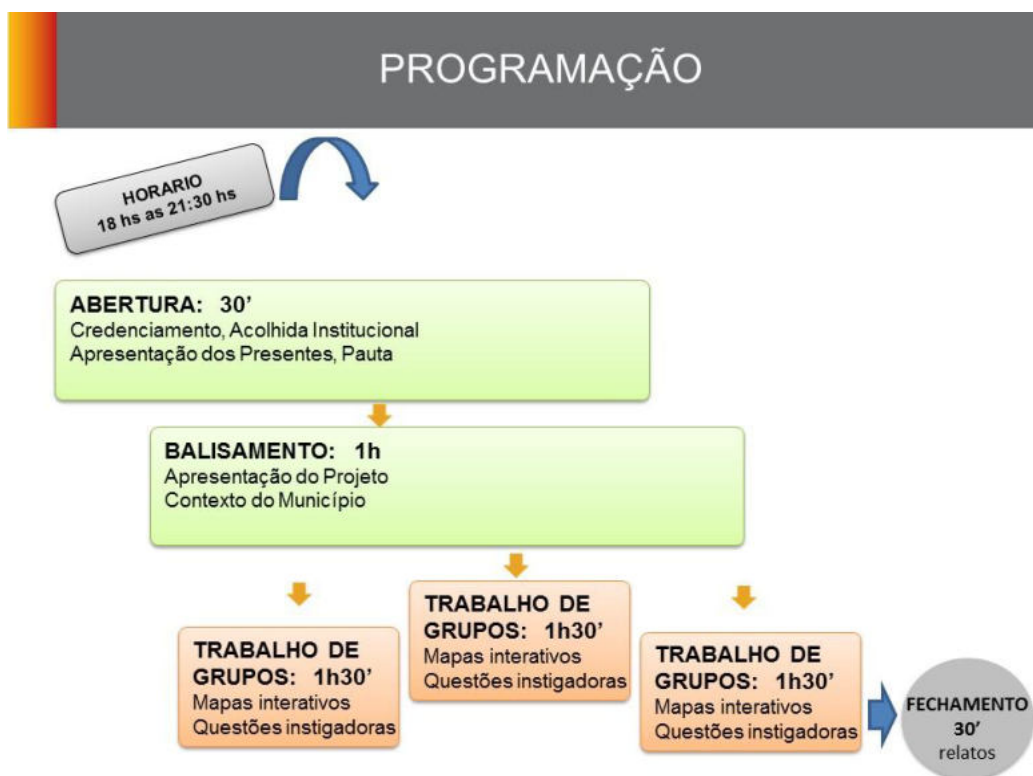 PROGRAMAÇÃO
HORARIO
18 hs as 21:30 hs
ABERTURA: 30’
Credenciamento, Acolhida Institucional
Apresentação dos Presentes, Pauta
BALISAMENTO: 1h
Apresentação do Projeto
Contexto do Município
TRABALHO DE
GRUPOS: 1h30’
Mapas interativos
Questões instigadoras
TRABALHO DE
GRUPOS: 1h30’
Mapas interativos
Questões instigadoras
TRABALHO DE
GRUPOS: 1h30’
Mapas interativos
Questões instigadoras
FECHAMENTO
30’
relatos